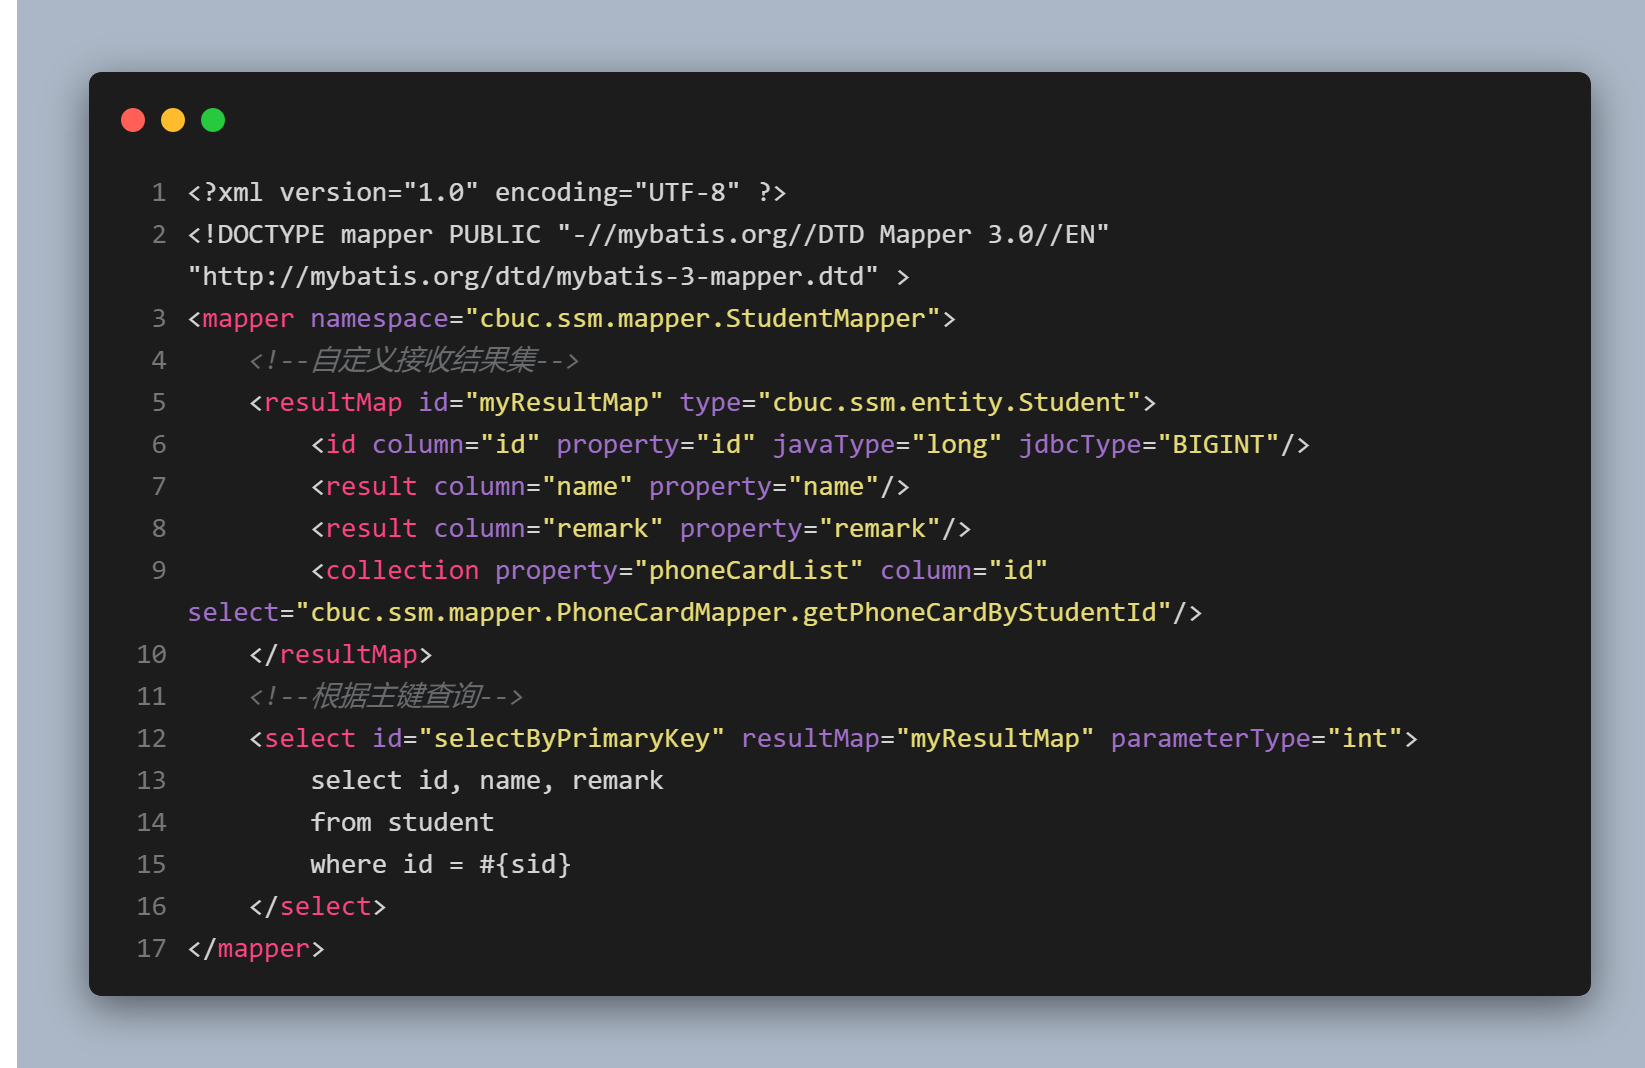 1 <?xml version="1.0" encoding="UTF-8" ?>
2 <!DOCTYPE mapper PUBLIC "-//mybatis.org//DTD Mapper 3.0//EN"
"http://mybatis.org/dtd/mybatis-3-mapper.dtd" >
3 <mapper namespace="cbuc.ssm.mapper.StudentMapper">
4     <!--自定义接收结果集-->
5     <resultMap id="myResultMap" type="cbuc.ssm.entity.Student">
6         <id column="id" property="id" javaType="long" jdbcType="BIGINT"/>
7         <result column="name" property="name"/>
8         <result column="remark" property="remark"/>
9         <collection property="phoneCardList" column="id"
select="cbuc.ssm.mapper.PhoneCardMapper.getPhoneCardByStudentId"/>
10     </resultMap>
11     <!--根据主键查询-->
12     <select id="selectByPrimaryKey" resultMap="myResultMap" parameterType="int">
13         select id, name, remark
14         from student
15         where id = #{sid}
16     </select>
17 </mapper>